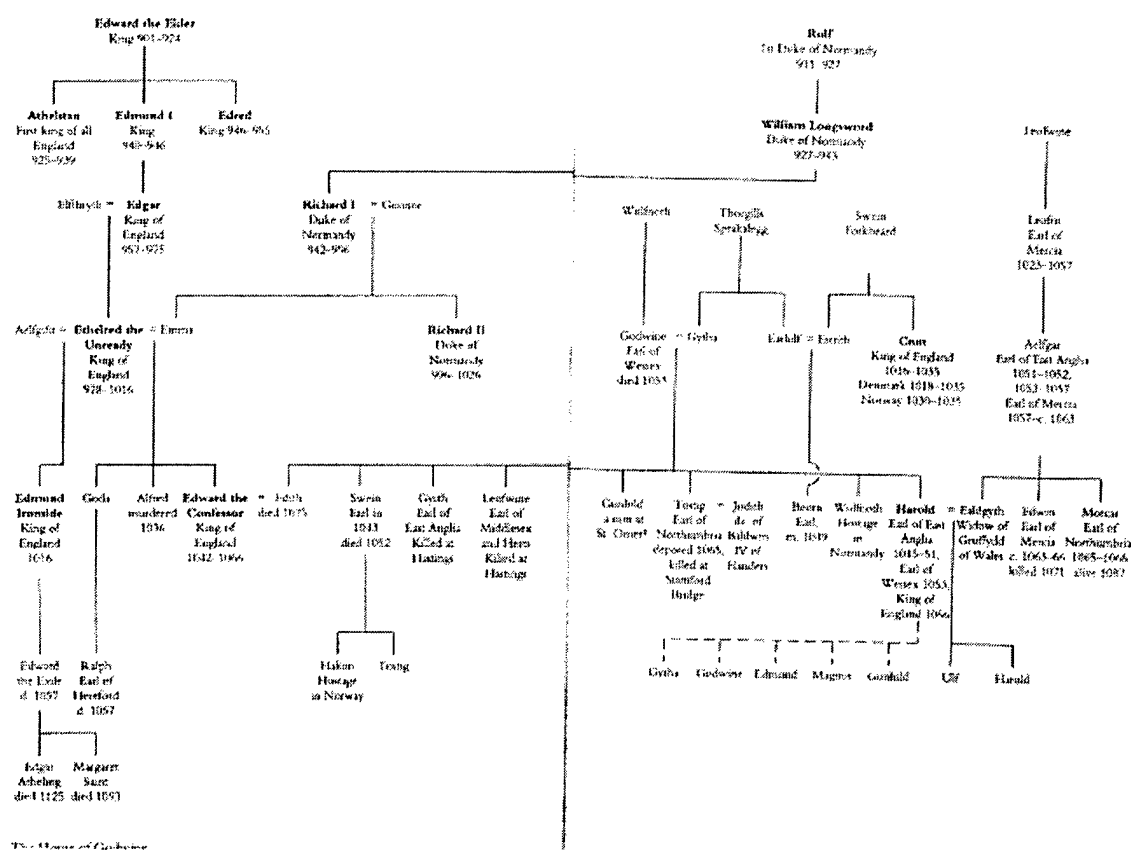 Edward the Elder
King 901-924
Rolf
1st Duke of Normandy
911-927
Athelstan
First king of all
England
925-939
Edmund I
King
940-946
Edred
King 946-955
William Longsword
Duke of Normandy
927-943
Leofwine
Elfthryth = Edgar
King of
England
957-975
Richard I = Gunnor
Duke of
Normandy
942-996
Wulfnoth
Thorgills
Sprakalegg
Swein
Forkbeard
Leofric
Earl of
Mercia
1023-1057
Aelfgifu = Ethelred the = Emma
Unready
King of
England
978-1016
Richard II
Duke of
Normandy
996-1026
Godwine = Gytha
Earl of
Wessex
died 1053
= Estrith
Cnut
King of England
1016-1035
Denmark 1018-1035
Norway 1030-1035
Aelfgar
Earl of East Anglia
1051-1052,
1053-1057
Earl of Mercia
1057-c. 1063
Edmund
Ironside
King of
England
1016
Goda
Alfred
murdered
1036
Edward the = Edith
Confessor died 1075
King of
England
1042-1066
Swein
Earl in
1043
died 1052
Gyrth
Earl of
East Anglia
Killed at
Hastings
Leofwine
Earl of
Middlesex
and Herts
Killed at
Hastings
Gunhild
a nun at
St. Omer
Tostig = Judith
Earl of
Northumbria
deposed 1065,
killed at
Stamford
Bridge
of
Baldwin
IV of
Flanders
Beorn
Earl,
1049
Wulfnoth
Hostage
in
Normandy
Harold = Ealdgyth
Earl of East
Anglia
1045-51,
Earl of
Wessex 1053,
King of
England 1066
Widow of
Gruffydd
of Wales
Edwin
Earl of
Mercia
c. 1063-66
killed 1071
Morcar
Earl of
Northumbria
1065-1066
alive 1087
Edward
the Exile
d. 1057
Ralph
Earl of
Hereford
d. 1057
Hakon
Hostage
in Norway
Gytha
Godwine
Edmund
Magnus
Gunhild
Ulf
Harold
Edgar
Atheling
died 1125
Margaret
Saint
died 1093
The House of Godwine